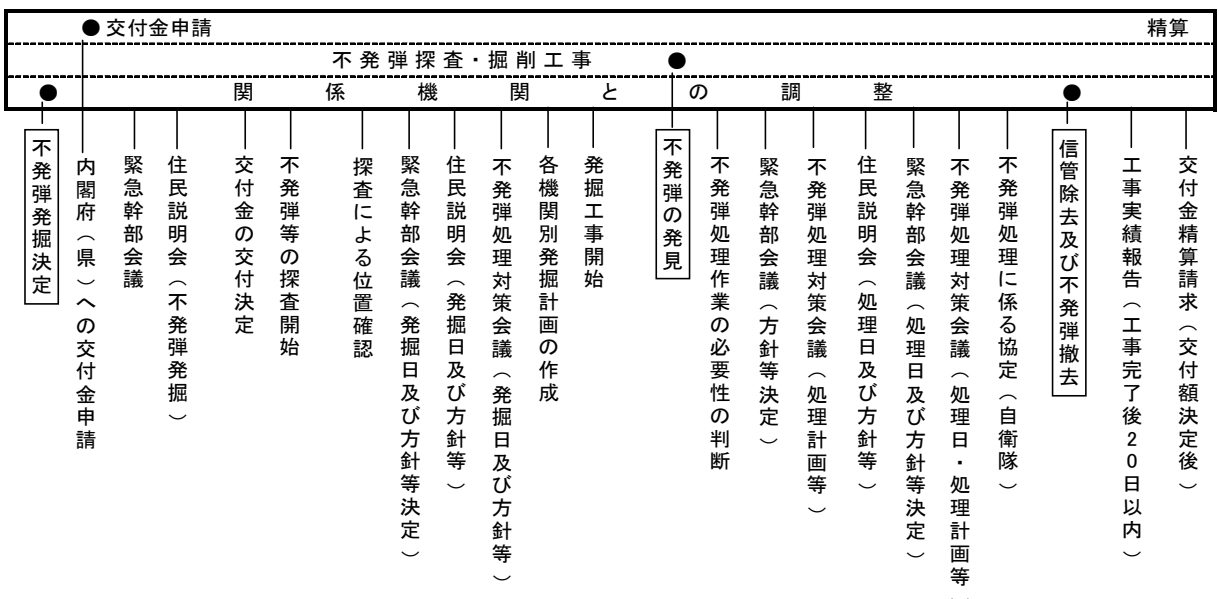 ●交付金申請 精算
不発弾探査・掘削工事 ●
● 関係機関との調整 ●
不発弾発掘決定
内閣府（県）への交付金申請
緊急幹部会議
住民説明会（不発弾発掘）
交付金の交付決定
不発弾等の探査開始
探査による位置確認
緊急幹部会議（発掘日及び方針等決定）
住民説明会（発掘日及び方針等）
不発弾処理対策会議（発掘日及び方針等）
各機関別発掘計画の作成
発掘工事開始
不発弾の発見
不発弾処理作業の必要性の判断
緊急幹部会議（方針等決定）
不発弾処理対策会議（処理計画等）
住民説明会（処理日及び方針等）
緊急幹部会議（処理日及び方針等決定）
不発弾処理対策会議（処理日・処理計画等
不発弾処理に係る協定（自衛隊）
信管除去及び不発弾撤去
工事実績報告（工事完了後20日以内）
交付金精算請求（交付額決定後）